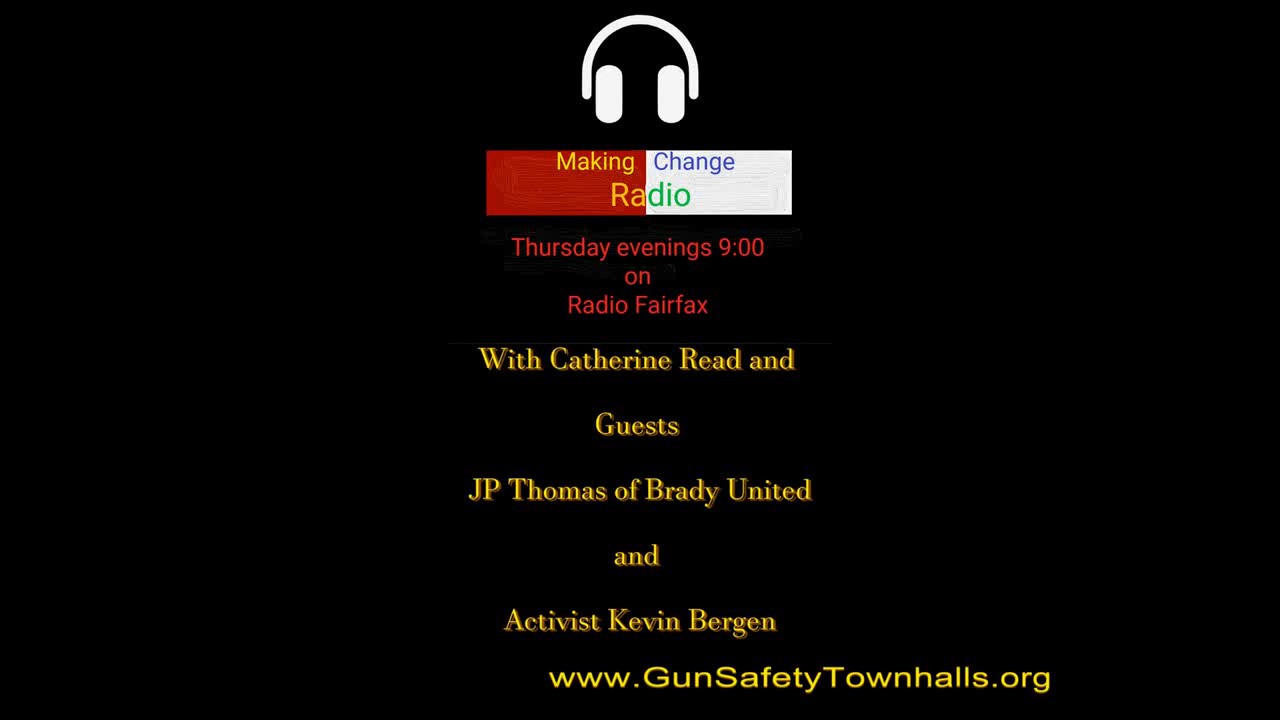 Making Change
Radio
Thursday evenings 9:00
on
Radio Fairfax
With Catherine Read and
Guests
JP Thomas of Brady United
and
Activist Kevin Bergen
www.GunSafetyTownhalls.org